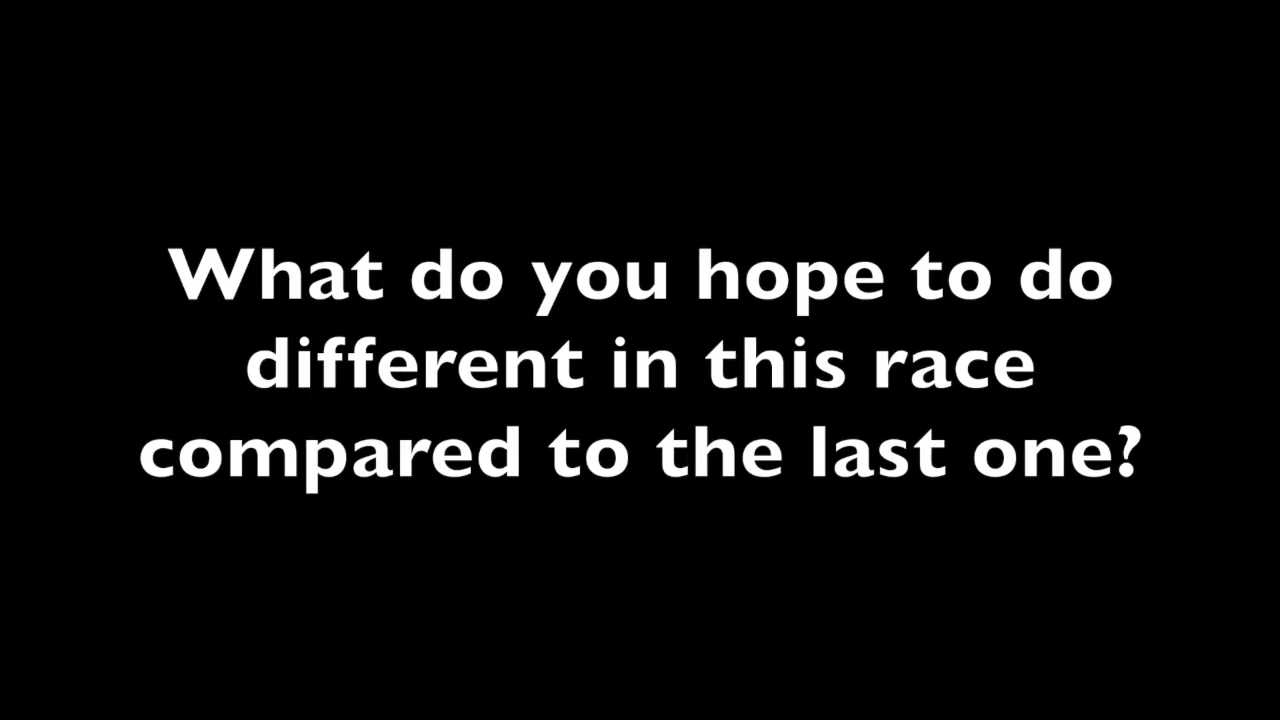 What do you hope to do
different in this race
compared to the last one?